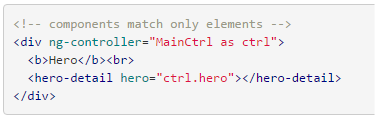 <!-- components match only elements -->
<div ng-controller="MainCtrl as ctrl">
  <b>Hero</b><br>
  <hero-detail hero="ctrl.hero"></hero-detail>
</div>